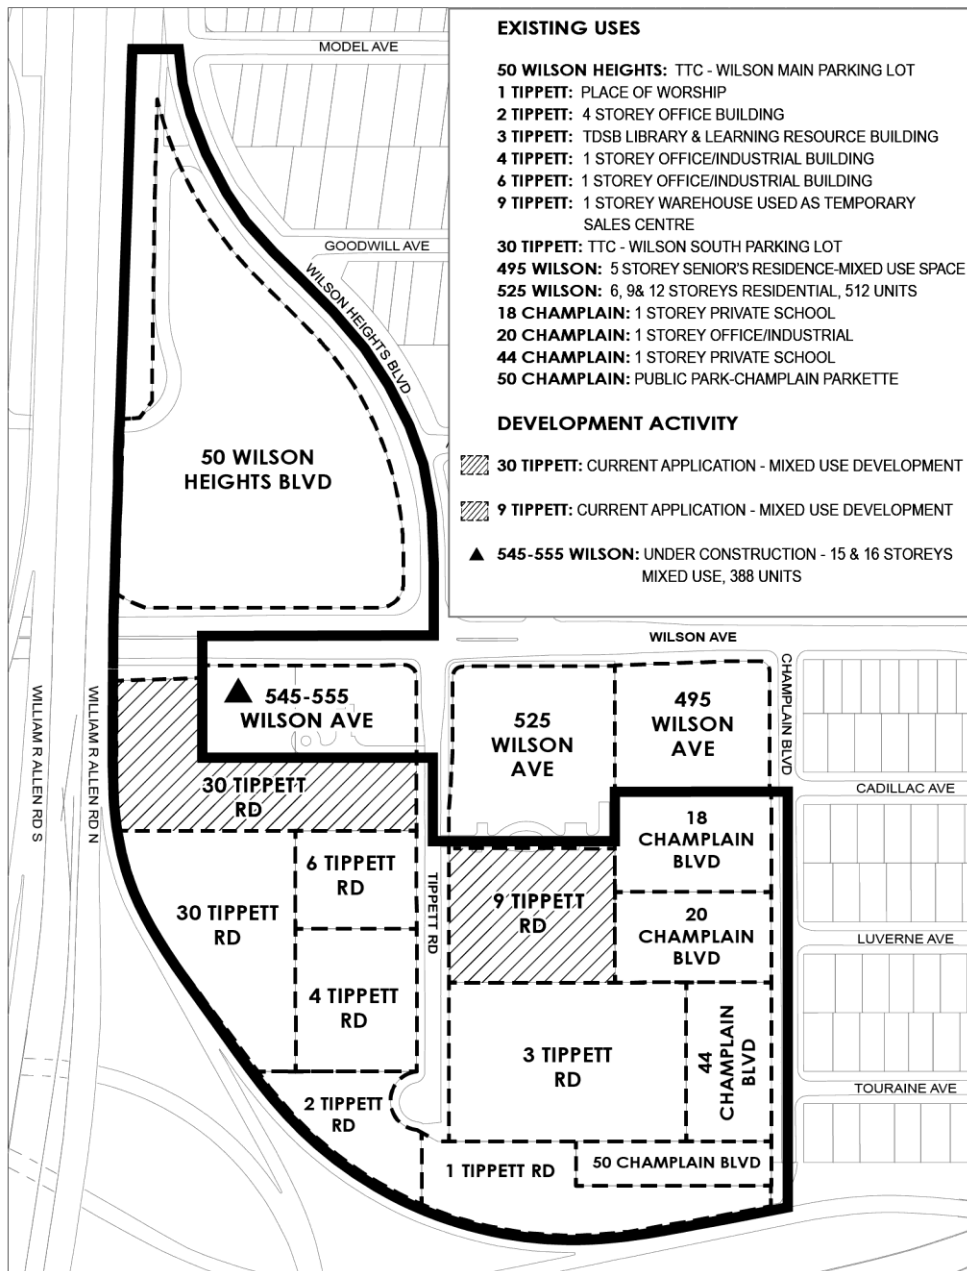 MODEL AVE
GOODWILL AVE
WILSON HEIGHTS BLVD
EXISTING USES
50 WILSON HEIGHTS: TTC - WILSON MAIN PARKING LOT
1 TIPPETT: PLACE OF WORSHIP
2 TIPPETT: 4 STOREY OFFICE BUILDING
3 TIPPETT: TDSB LIBRARY & LEARNING RESOURCE BUILDING
4 TIPPETT: 1 STOREY OFFICE/INDUSTRIAL BUILDING
6 TIPPETT: 1 STOREY OFFICE/INDUSTRIAL BUILDING
9 TIPPETT: 1 STOREY WAREHOUSE USED AS TEMPORARY
SALES CENTRE
30 TIPPETT: TTC - WILSON SOUTH PARKING LOT
495 WILSON: 5 STOREY SENIOR'S RESIDENCE-MIXED USE SPACE
525 WILSON: 6, 9& 12 STOREYS RESIDENTIAL, 512 UNITS
18 CHAMPLAIN: 1 STORY PRIVATE SCHOOL
20 CHAMPLAIN: 1 STORY OFFICE/INDUSTRIAL
44 CHAMPLAIN: 1 STOREY PRIVATE SCHOOL
50 CHAMPLAIN: PUBLIC PARK-CHAMPLAIN PARKETTE
DEVELOPMENT ACTIVITY
30 TIPPETT: CURRENT APPLICATION - MIXED USE DEVELOPMENT
9 TIPPETT: CURRENT APPLICATION - MIXED USE DEVELOPMENT
545-555 WILSON: UNDER CONSTRUCTION - 15 & 16 STOREYS
MIXED USE, 388 UNITS
50 WILSON
HEIGHTS BLVD
WILSON AVE
CHAMPLAIN BLVD
WILLIAM R ALLEN RD S
WILLIAM R ALLEN RD N
545-555
WILSON AVE
525
WILSON
AVE
495
WILSON
AVE
30 TIPPETT
RD
CADILLAC AVE
18
CHAMPLAIN
BLVD
6 TIPPETT
RD
TIPPETT RD
9 TIPPETT
RD
30 TIPPETT
RD
20
CHAMPLAIN
BLVD
LUVERNE AVE
4 TIPPETT
RD
3 TIPPETT
RD
44
CHAMPLAIN
BLVD
TOURAINE AVE
2 TIPPETT
RD
1 TIPPETT RD
50 CHAMPLAIN BLVD